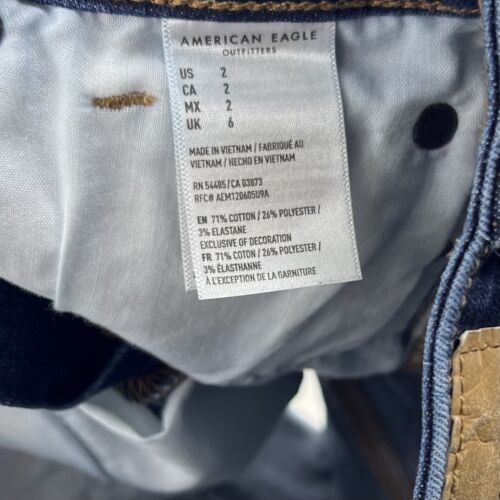 AMERICAN EAGLE
OUTFITTERS
US 2
CA 2
MX 2
UK 6
MADE IN VIETNAM / FABRIQUÉ AU
VIETNAM / HECHO EN VIETNAM
RN 54485/CA 03873
RFC# AEM120605U9A
EN 71% COTTON / 26% POLYESTER /
3% ELASTANE
EXCLUSIVE OF DECORATION
FR 71% COTON / 26% POLYESTER /
3% ÉLASTHANNE
À L'EXCEPTION DE LA GARNITURE